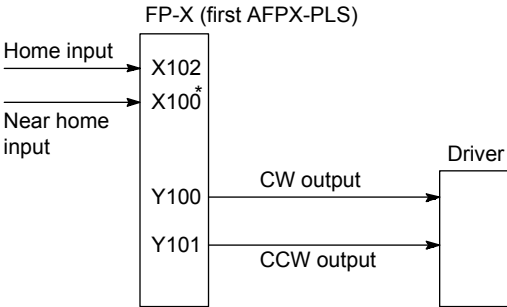 FP-X (first AFPX-PLS)
Home input
X102
X100*
Near home
input
Driver
Y100
CW output
Y101
CCW output